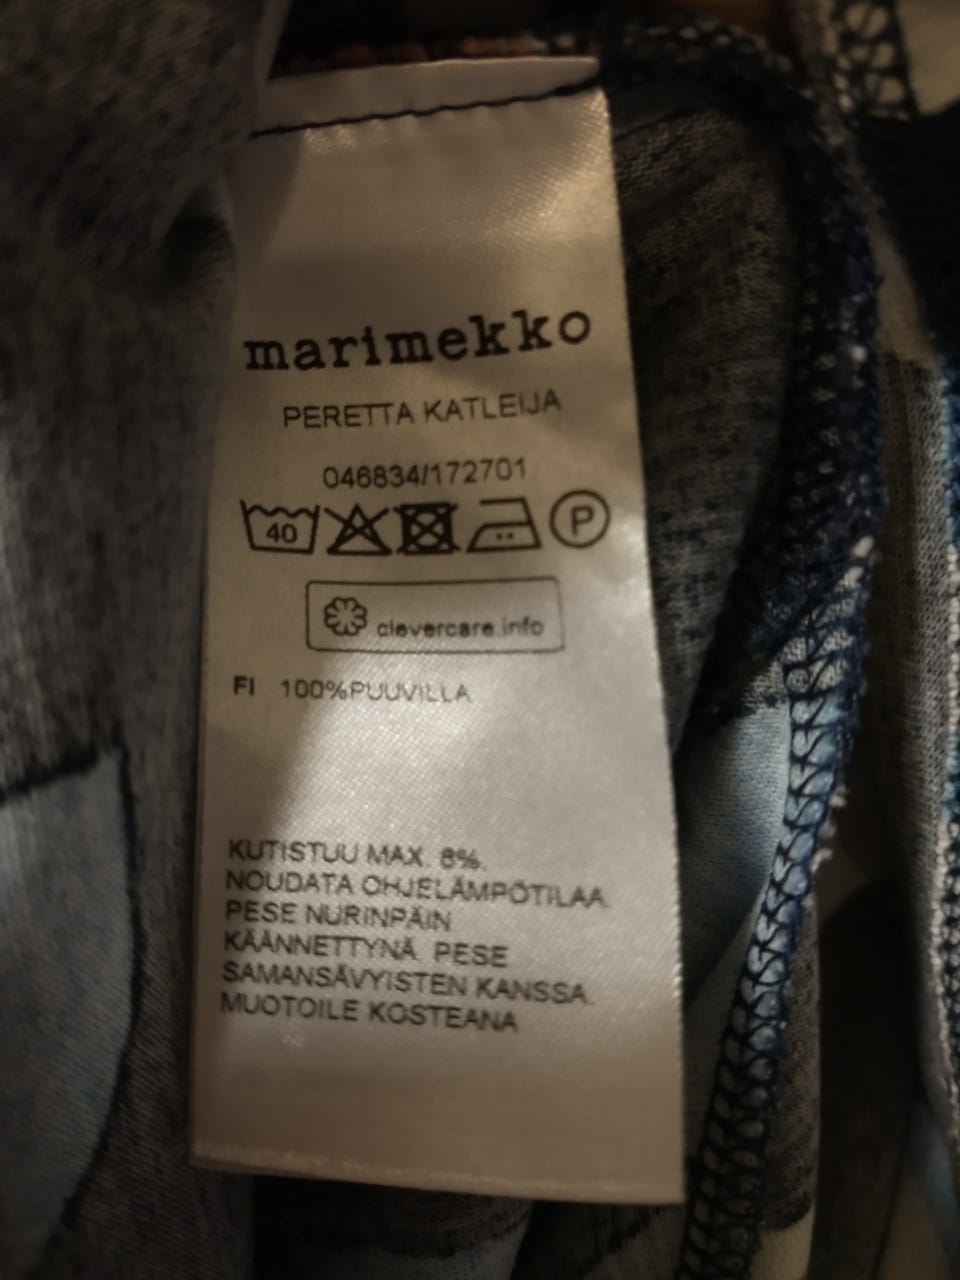 marimekko
PERETTA KATLEIJA
046834/172701
40 P
clevercare.info
FI 100%PUUVILLA
KUTISTUU MAX. 8%.
NOUDATA OHJELÄMPÖTILAA.
PESE NURINPÄIN
KÄÄNNETTYNÄ. PESE
SAMANSÄVYISTEN KANSSA.
MUOTOILE KOSTEANA